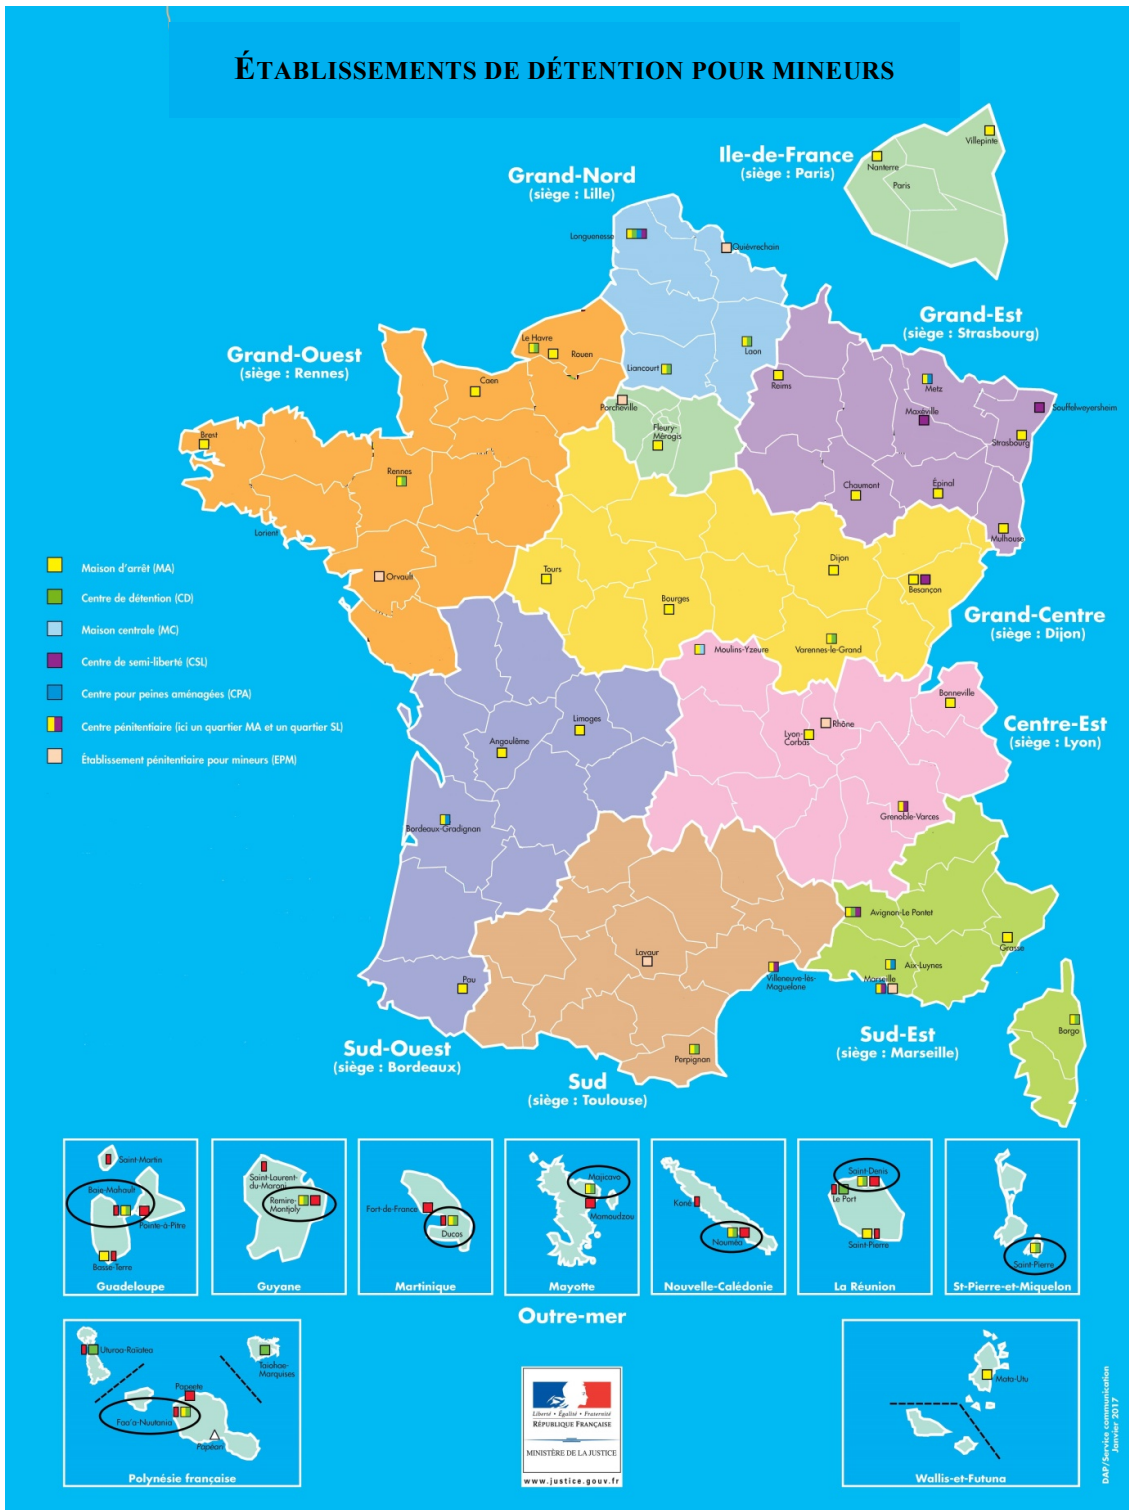 ÉTABLISSEMENTS DE DÉTENTION POUR MINEURS
Ile-de-France
(siège : Paris)
Villepinte
Nanterre
Paris
Grand-Nord
(siège : Lille)
Longuenesse
Quièvrechain
Laon
Liancourt
Grand-Est
(siège : Strasbourg)
Reims
Metz
Maxéville
Souffelweyersheim
Strasbourg
Chaumont
Épinal
Mulhouse
Grand-Ouest
(siège : Rennes)
Le Havre
Rouen
Caen
Brest
Rennes
Lorient
Orvault
Porcheville
Fleury-
Mérogis
Tours
Bourges
Dijon
Besançon
Varennes-le-Grand
Grand-Centre
(siège : Dijon)
Maison d'arrêt (MA)
Centre de détention (CD)
Maison centrale (MC)
Centre de semi-liberté (CSL)
Centre pour peines aménagées (CPA)
Centre pénitentiaire (ici un quartier MA et un quartier SL)
Établissement pénitentiaire pour mineurs (EPM)
Moulins-Yzeure
Bonneville
Rhône
Lyon-
Corbas
Grenoble-Varces
Centre-Est
(siège : Lyon)
Limoges
Angoulême
Bordeaux-Gradignan
Pau
Sud-Ouest
(siège : Bordeaux)
Lavaur
Villeneuve-lès-
Maguelone
Perpignan
Sud
(siège : Toulouse)
Avignon-Le Pontet
Grasse
Aix-Luynes
Marseille
Borgo
Sud-Est
(siège : Marseille)
Saint-Martin
Baie-Mahault
Pointe-à-Pitre
Basse-Terre
Guadeloupe
Saint-Laurent-
du-Maroni
Remire-
Montjoly
Guyane
Fort-de-France
Ducos
Martinique
Majicavo
Mamoudzou
Mayotte
Kone
Nouméa
Nouvelle-Calédonie
Saint-Denis
Le Port
Saint-Pierre
La Réunion
Saint-Pierre
St-Pierre-et-Miquelon
Outre-mer
Uturoa-Raïatea
Taiohae-
Marquises
Papeete
Faa'a-Nuutania
Papéari
Polynésie française
Liberté • Égalité • Fraternité
RÉPUBLIQUE FRANÇAISE
MINISTÈRE DE LA JUSTICE
www.justice.gouv.fr
Mata-Utu
Wallis-et-Futuna
DAP/Service communication
Janvier 2017